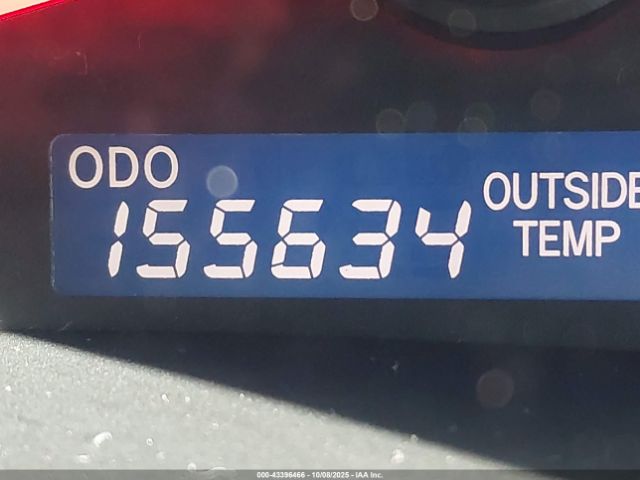 ODO
155634
OUTSIDE
TEMP
000-43396466 - 10/08/2025 - IAA Inc.